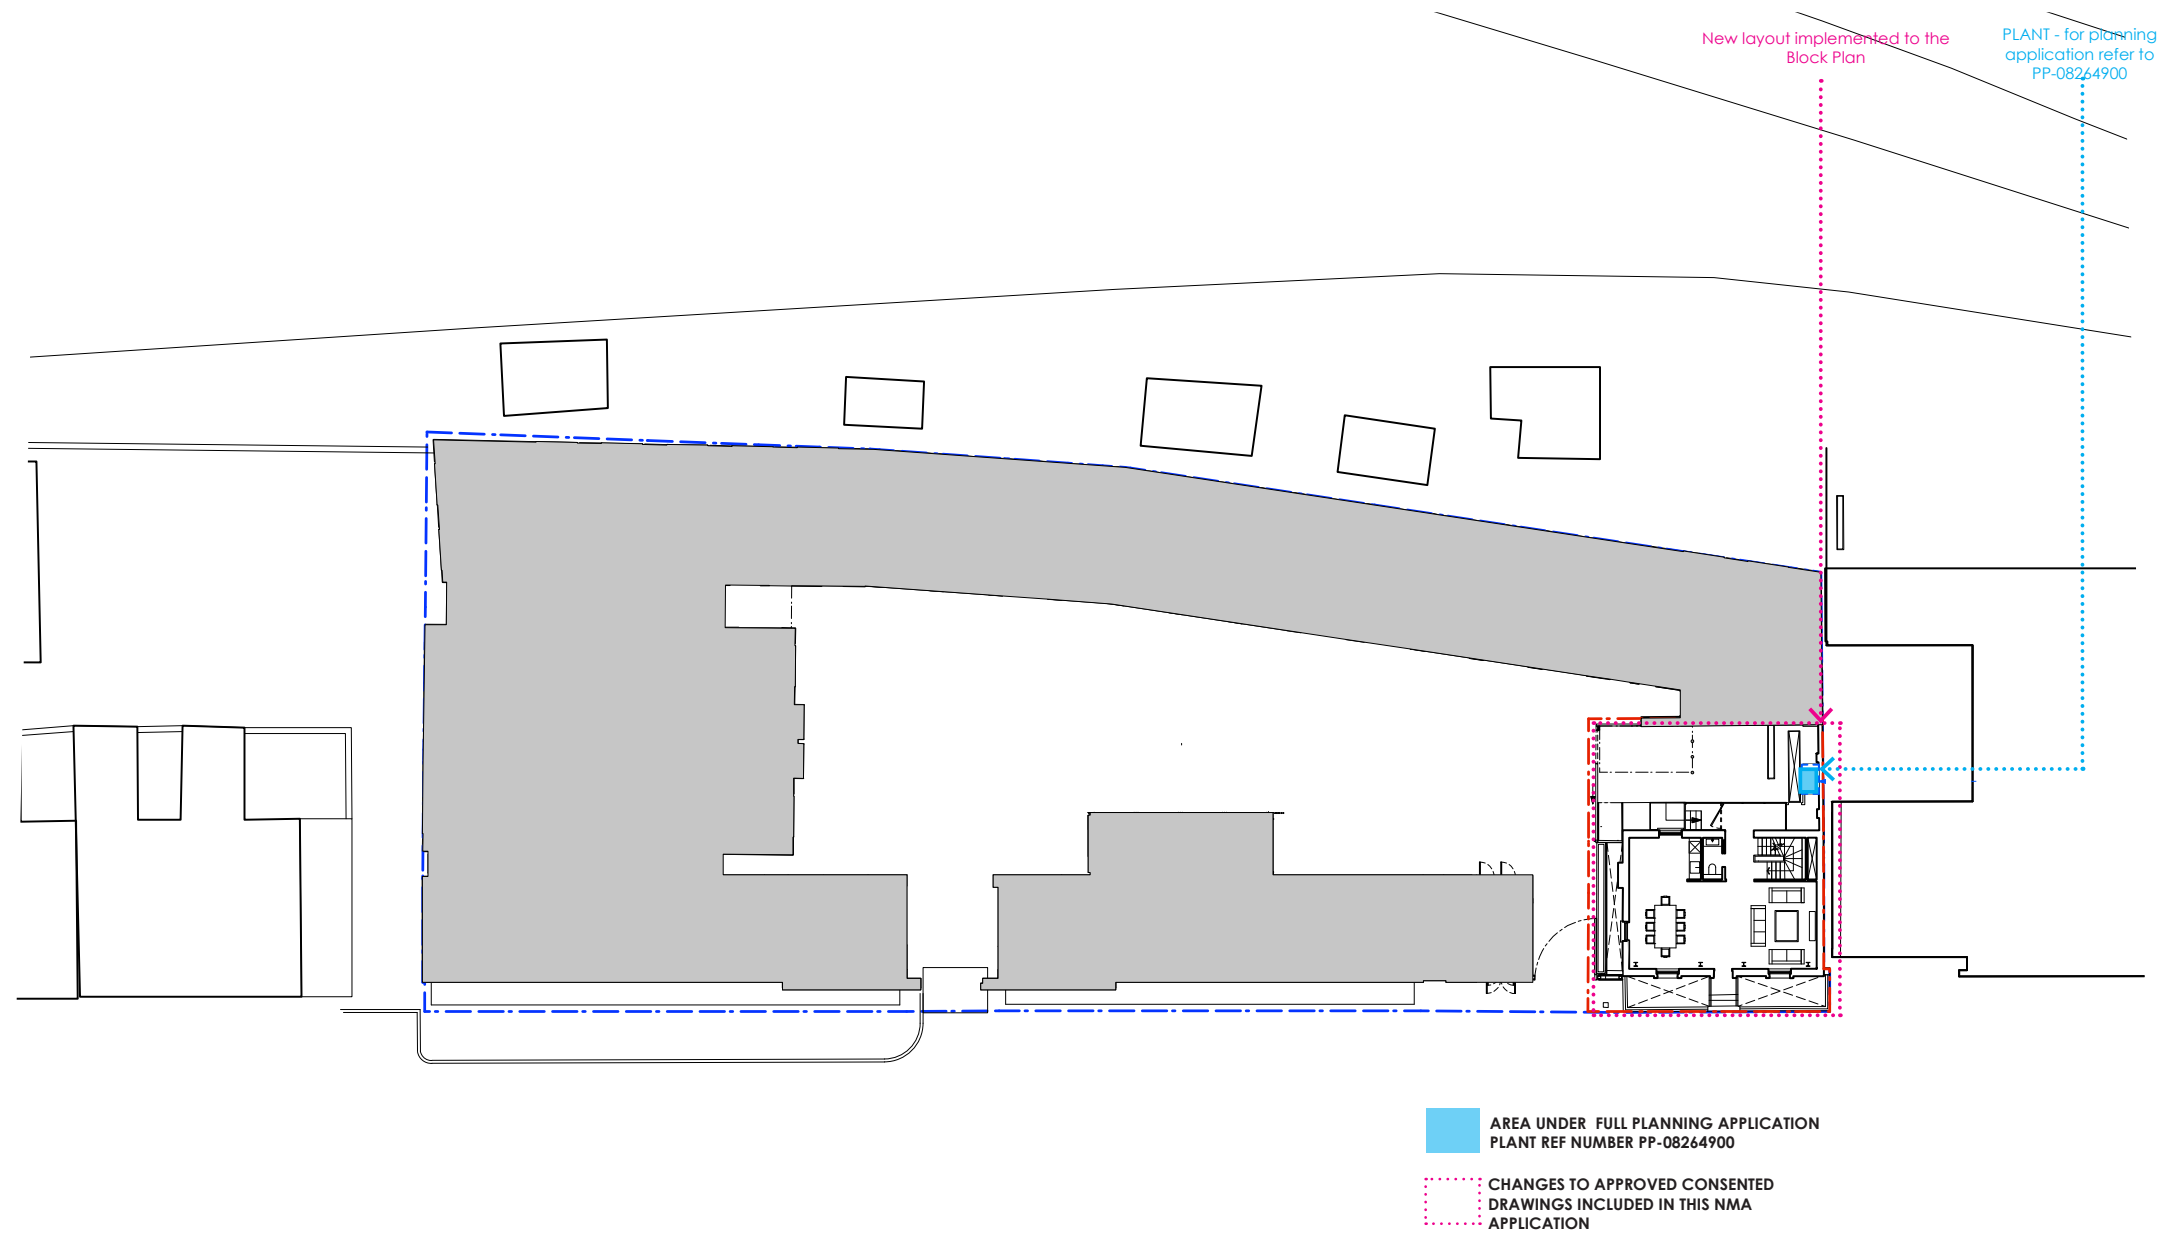 New layout implemented to the
Block Plan
PLANT - for planning
application refer to
PP-08264900
AREA UNDER FULL PLANNING APPLICATION
PLANT REF NUMBER PP-08264900
CHANGES TO APPROVED CONSENTED
DRAWINGS INCLUDED IN THIS NMA
APPLICATION